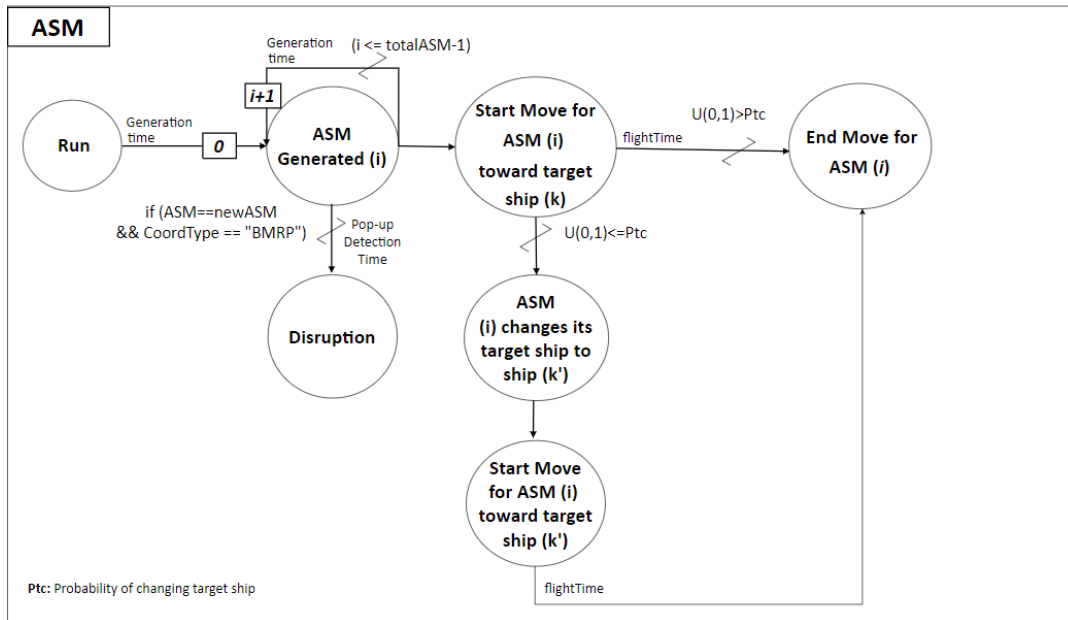 ASM
Generation
time
(i <= totalASM-1)
i+1
Run
Generation
time
0
ASM
Generated (i)
Start Move for
ASM (i)
toward target
ship (k)
flightTime
U(0,1)>Ptc
End Move for
ASM (i)
if (ASM==newASM
&& CoordType == "BMRP")
Pop-up
Detection
Time
U(0,1)<=Ptc
Disruption
ASM
(i) changes its
target ship to
ship (k')
Start Move
for ASM (i)
toward target
ship (k')
flightTime
Ptc: Probability of changing target ship